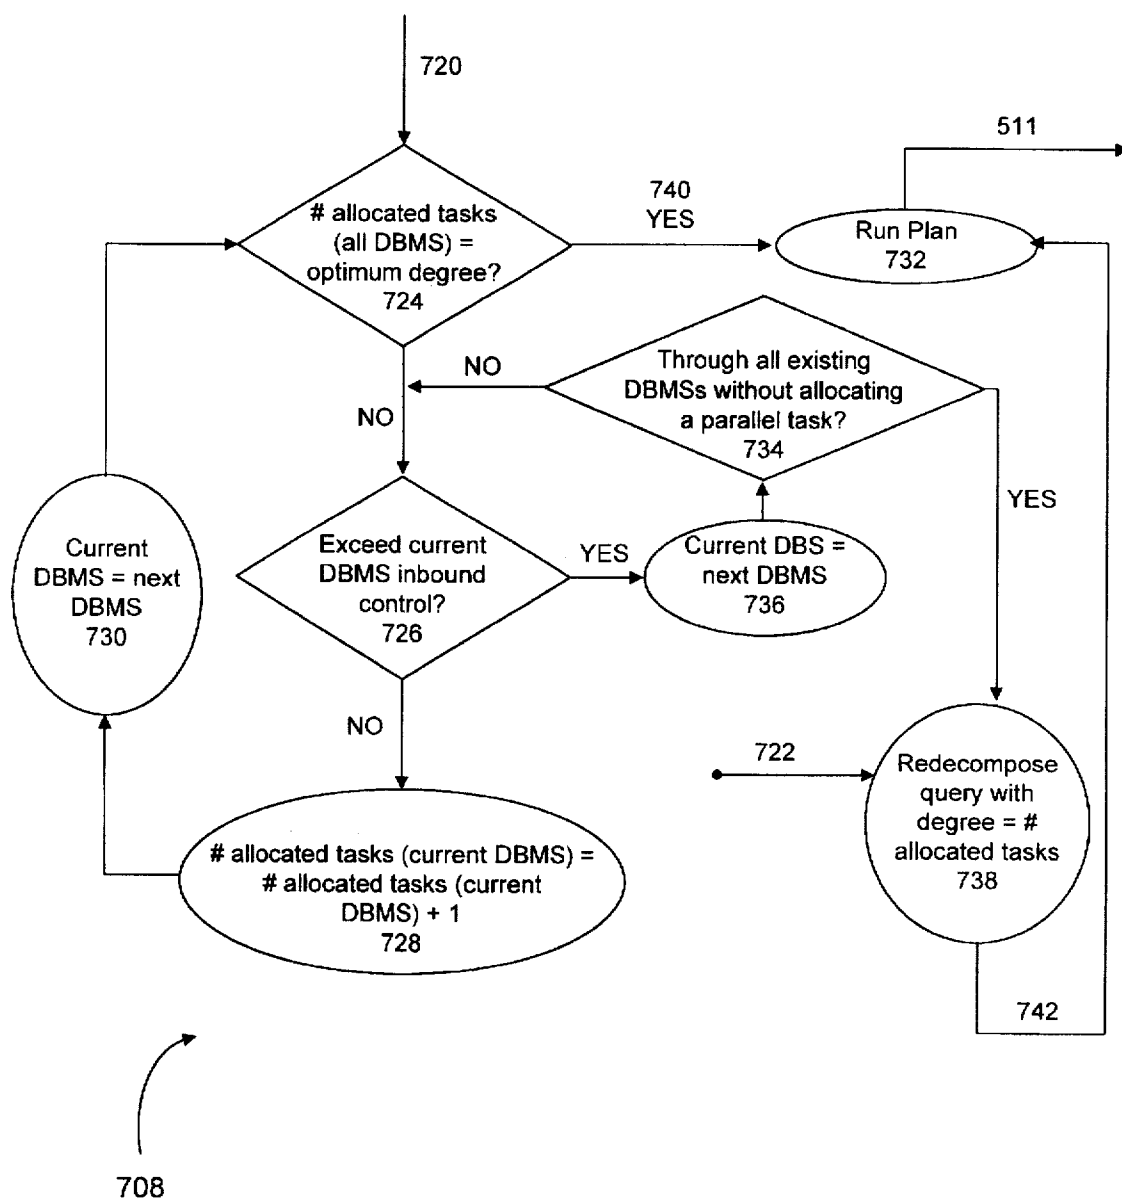 720
511
740
YES
# allocated tasks
(all DBMS) =
optimum degree?
724
Run Plan
732
NO
Through all existing
DBMSs without allocating
a parallel task?
734
NO
YES
Current
DBMS = next
DBMS
730
Exceed current
DBMS inbound
control?
726
YES
Current DBS =
next DBMS
736
NO
722
Redecompose
query with
degree = #
allocated tasks
738
# allocated tasks (current DBMS) =
# allocated tasks (current
DBMS) + 1
728
742
708